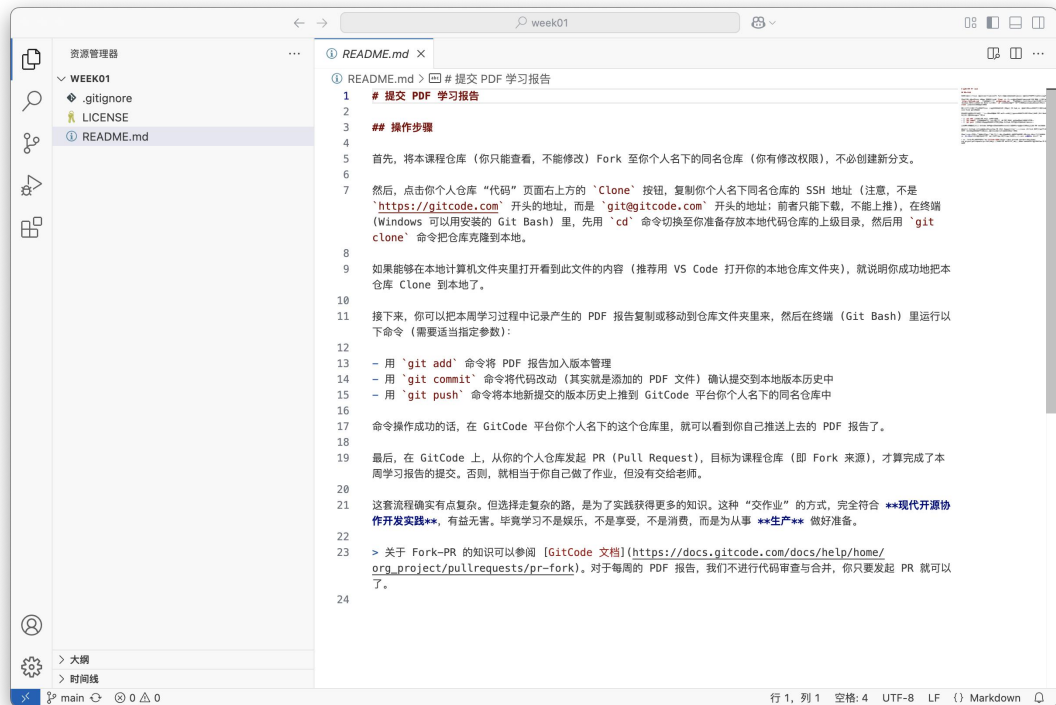 week01
资源管理器
WEEK01
.gitignore
LICENSE
README.md
README.md
README.md > # 提交 PDF 学习报告
1 # 提交 PDF 学习报告
2
3 ## 操作步骤
4
5 首先,将本课程仓库 (你只能查看,不能修改) Fork 至你个人名下的同名仓库 (你有修改权限),不必创建新分支。
6
7 然后,点击你个人仓库 “代码” 页面右上方的 `Clone` 按钮,复制你个人名下同名仓库的 SSH 地址 (注意,不是
`https://gitcode.com` 开头的地址,而是 `git@gitcode.com` 开头的地址;前者只能下载,不能上推),在终端
(Windows 可以用安装的 Git Bash) 里,先用 `cd` 命令切换至你准备存放本地代码仓库的上级目录,然后用 `git
clone` 命令把仓库克隆到本地。
8
9 如果能够在本地计算机文件夹里打开看到此文件的内容 (推荐用 VS Code 打开你的本地仓库文件夹),就说明你成功地把本
仓库 Clone 到本地了。
10
11 接下来,你可以把本周学习过程中记录产生的 PDF 报告复制或移动到仓库文件夹里来,然后在终端 (Git Bash) 里运行以
下命令 (需要适当指定参数):
12
13 - 用 `git add` 命令将 PDF 报告加入版本管理
14 - 用 `git commit` 命令将代码改动 (其实就是添加的 PDF 文件) 确认提交到本地版本历史中
15 - 用 `git push` 命令将本地新提交的版本历史上推到 GitCode 平台你个人名下的同名仓库中
16
17 命令操作成功的话,在 GitCode 平台你个人名下的这个仓库里,就可以看到你自己推送上去的 PDF 报告了。
18
19 最后,在 GitCode 上,从你的个人仓库发起 PR (Pull Request),目标为课程仓库 (即 Fork 来源),才算完成了本
周学习报告的提交。否则,就相当于你自己做了作业,但没有交给老师。
20
21 这套流程确实有点复杂。但选择走复杂的路,是为了实践获得更多的知识。这种 “交作业” 的方式,完全符合 **现代开源协
作开发实践**,有益无害。毕竟学习不是娱乐,不是享受,不是消费,而是为从事 **生产** 做好准备。
22
23 > 关于 Fork-PR 的知识可以参阅 [GitCode 文档](https://docs.gitcode.com/docs/help/home/
org_project/pullrequests/pr-fork)。对于每周的 PDF 报告,我们不进行代码审查与合并,你只要发起 PR 就可以
了。
24
大纲
时间线
main 0 0 行 1,列 1 空格: 4 UTF-8 LF {} Markdown